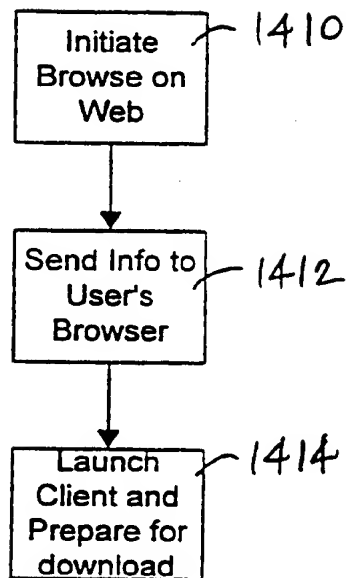 Initiate
Browse on
Web
1410
Send Info to
User's
Browser
1412
Launch
Client and
Prepare for
download
1414